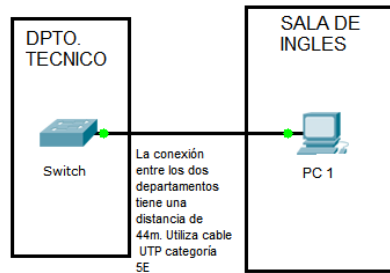 DPTO.
TECNICO
SALA DE
INGLES
Switch
PC 1
La conexión
entre los dos
departamentos
tiene una
distancia de
44m. Utiliza cable
UTP categoría
5E